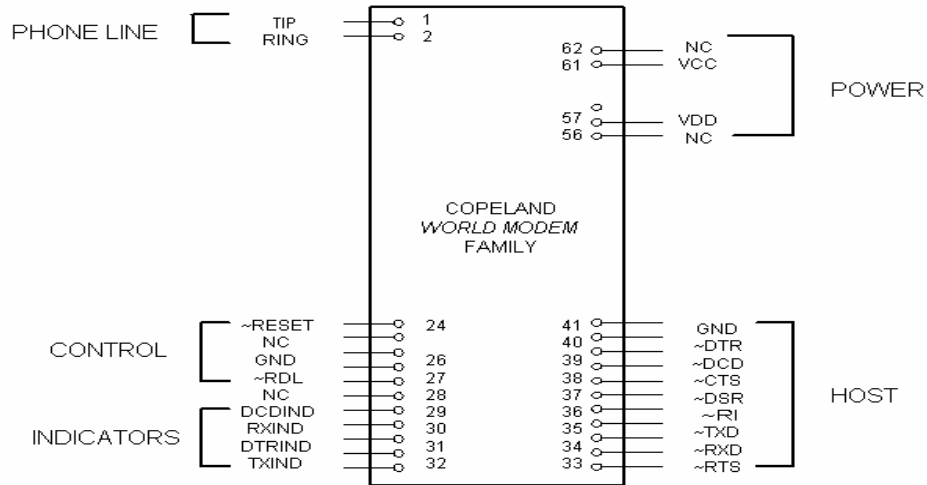 PHONE LINE
TIP 1
RING 2
62 NC
61 VCC
57 VDD
56 NC
POWER
COPELAND
WORLD MODEM
FAMILY
CONTROL
~RESET 24
NC
GND 26
~RDL 27
NC 28
INDICATORS
DCDIND 29
RXIND 30
DTRIND 31
TXIND 32
41 GND
40 ~DTR
39 ~DCD
38 ~CTS
37 ~DSR
36 ~RI
35 ~TXD
34 ~RXD
33 ~RTS
HOST